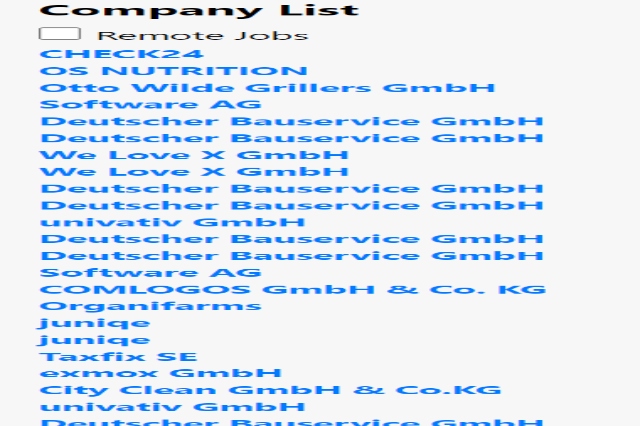 Company List
Remote Jobs
CHECK24
OS NUTRITION
Otto Wilde Grillers GmbH
Software AG
Deutscher Bauservice GmbH
Deutscher Bauservice GmbH
We Love X GmbH
We Love X GmbH
Deutscher Bauservice GmbH
Deutscher Bauservice GmbH
univativ GmbH
Deutscher Bauservice GmbH
Deutscher Bauservice GmbH
Software AG
COMLOGOS GmbH & Co. KG
Organifarms
juniqe
juniqe
Taxfix SE
exmox GmbH
City Clean GmbH & Co.KG
univativ GmbH
Deutscher Bauservice GmbH